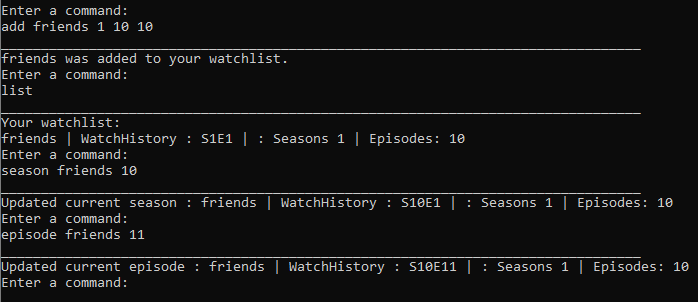 Enter a command:
add friends 1 10 10
________________________________________________________________________________
friends was added to your watchlist.
Enter a command:
list
________________________________________________________________________________
Your watchlist:
friends | WatchHistory : S1E1 | : Seasons 1 | Episodes: 10
Enter a command:
season friends 10
________________________________________________________________________________
Updated current season : friends | WatchHistory : S10E1 | : Seasons 1 | Episodes: 10
Enter a command:
episode friends 11
________________________________________________________________________________
Updated current episode : friends | WatchHistory : S10E11 | : Seasons 1 | Episodes: 10
Enter a command: